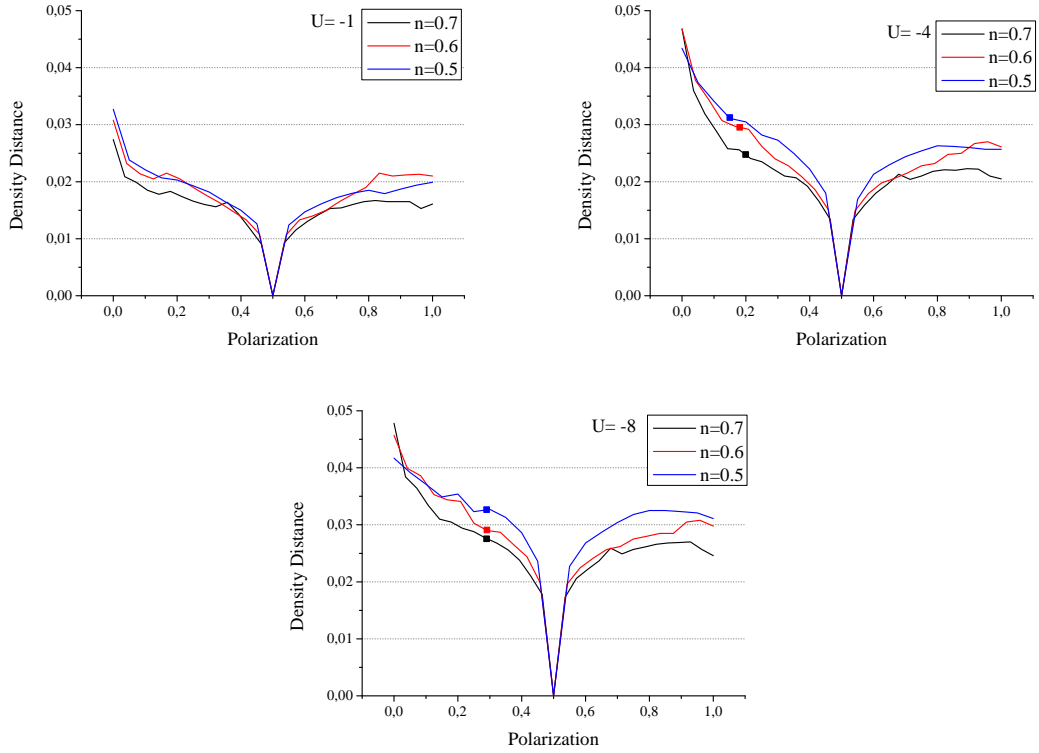 U= -1
n=0.7
n=0.6
n=0.5
0,05
0,04
0,03
0,02
0,01
0,00
Density Distance
0,0 0,2 0,4 0,6 0,8 1,0
Polarization
U= -4
n=0.7
n=0.6
n=0.5
0,05
0,04
0,03
0,02
0,01
0,00
Density Distance
0,0 0,2 0,4 0,6 0,8 1,0
Polarization
U= -8
n=0.7
n=0.6
n=0.5
0,05
0,04
0,03
0,02
0,01
0,00
Density Distance
0,0 0,2 0,4 0,6 0,8 1,0
Polarization